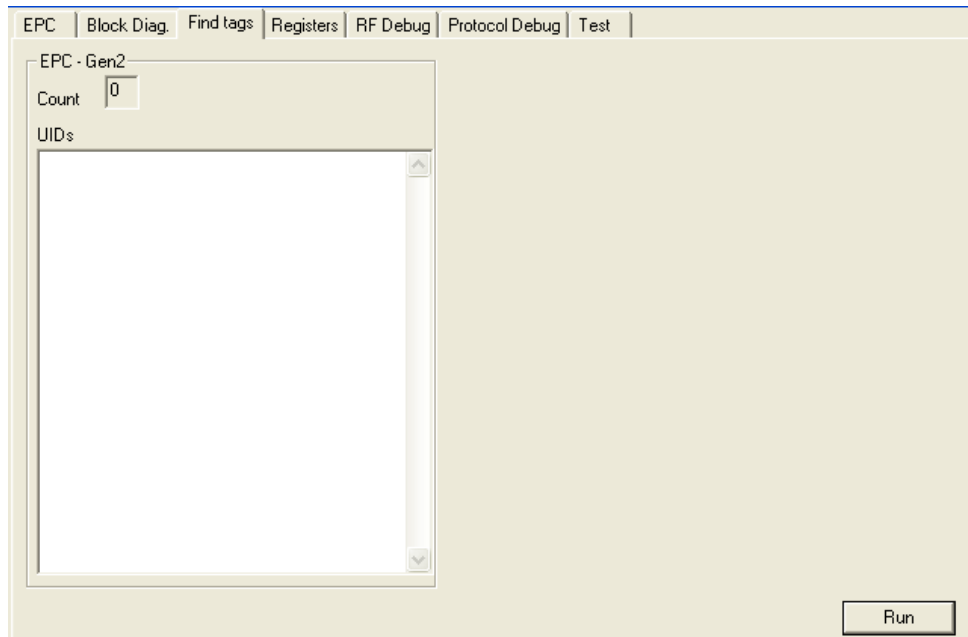 EPC Block Diag. Find tags Registers RF Debug Protocol Debug Test
EPC - Gen2
Count 0
UIDs
Run